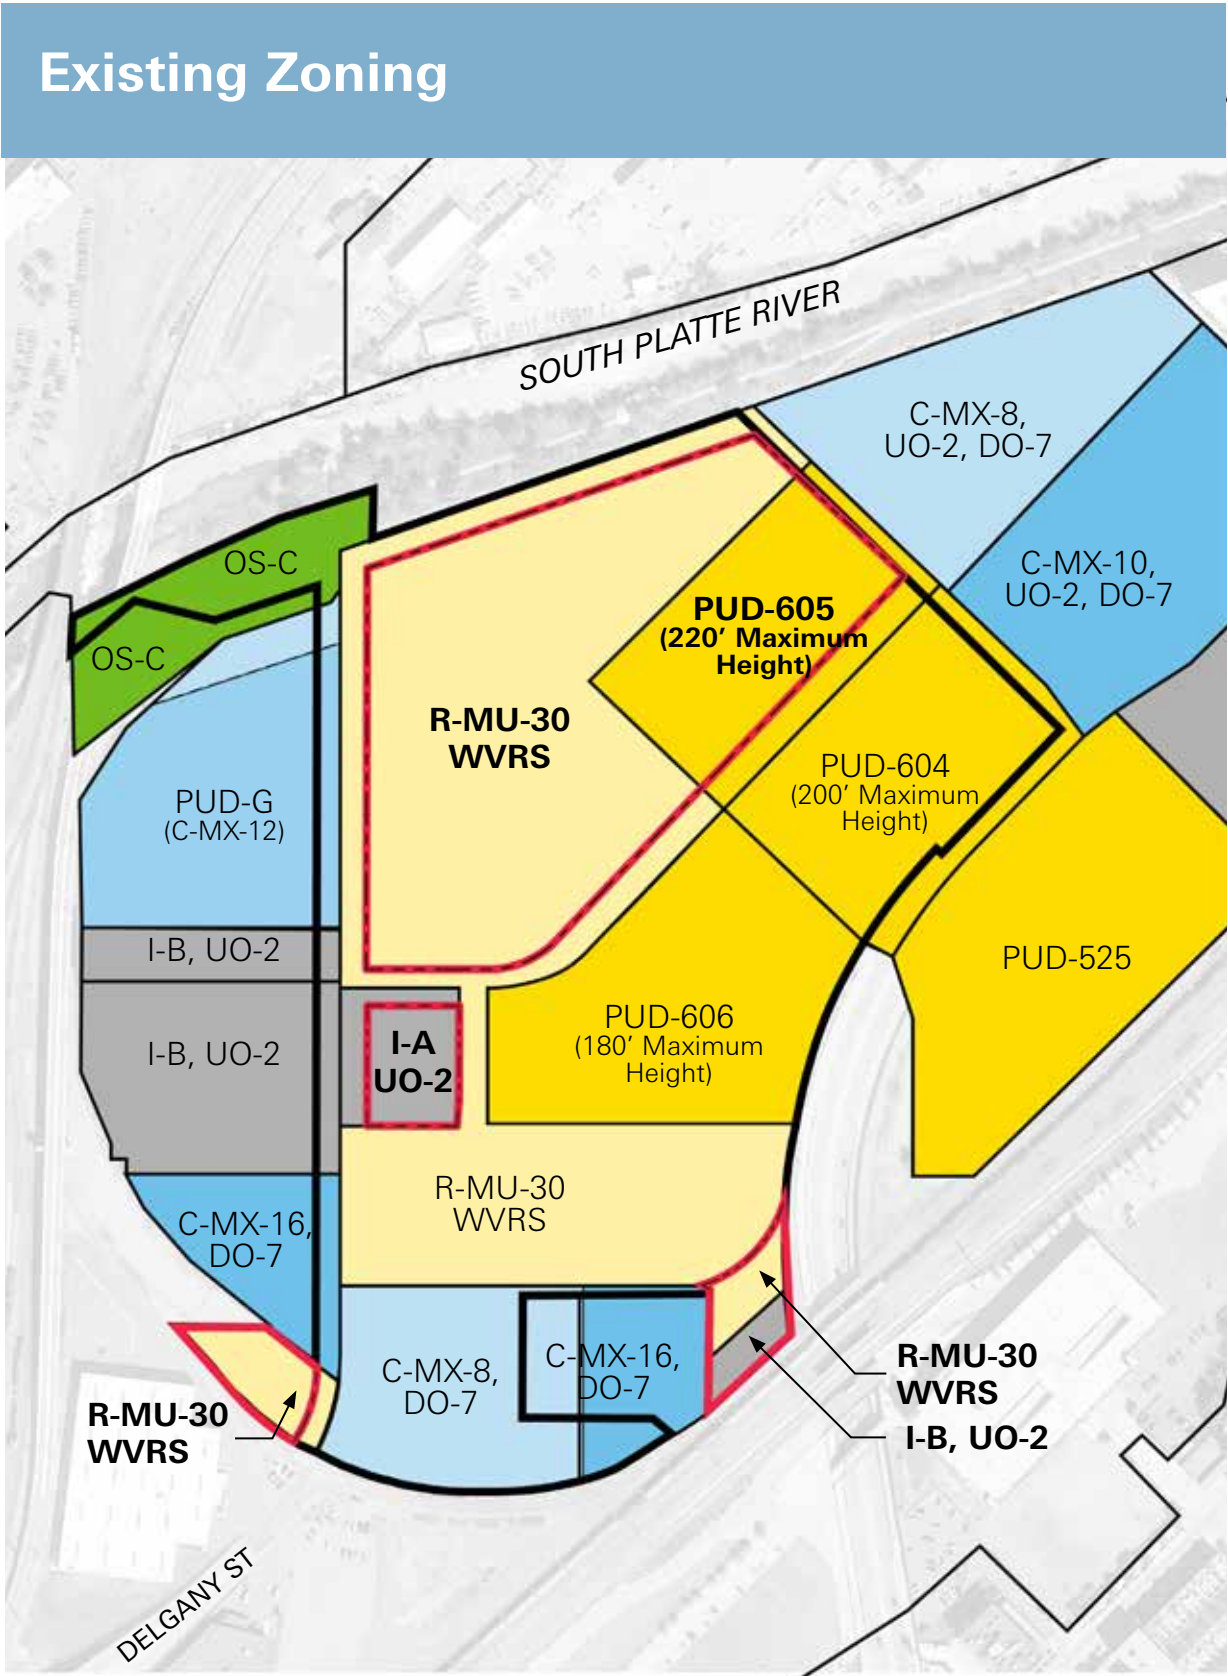 Existing Zoning
SOUTH PLATTE RIVER
C-MX-8,
UO-2, DO-7
OS-C
C-MX-10,
UO-2, DO-7
PUD-605
(220' Maximum
Height)
OS-C
R-MU-30
WVRS
PUD-604
(200' Maximum
Height)
PUD-G
(C-MX-12)
I-B, UO-2
PUD-525
PUD-606
(180' Maximum
Height)
I-B, UO-2
I-A
UO-2
R-MU-30
WVRS
C-MX-16,
DO-7
C-MX-8,
DO-7
C-MX-16,
DO-7
R-MU-30
WVRS
R-MU-30
WVRS
I-B, UO-2
DELGANY ST